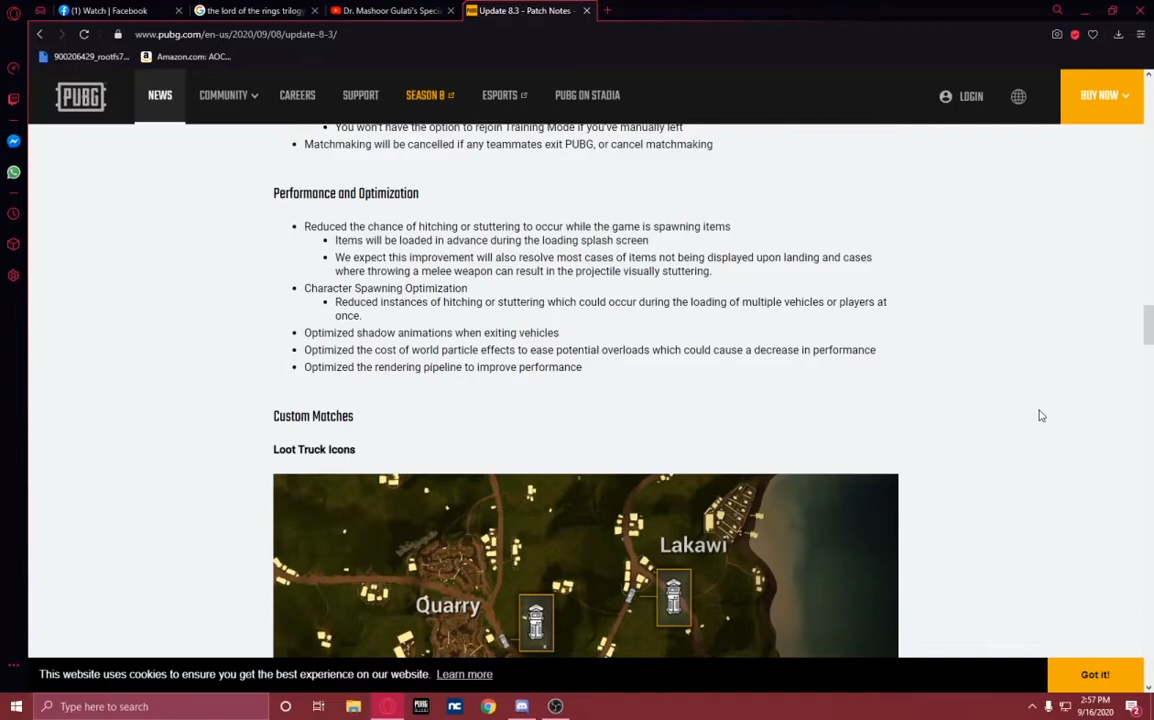 (1) Watch | Facebook
the lord of the rings trilogy
Dr. Mashoor Gulati's Speci
Update 8.3 - Patch Notes -
www.pubg.com/en-us/2020/09/08/update-8-3/
900206429_rootfs7...
Amazon.com: AOC...
PUBG
NEWS
COMMUNITY
CAREERS
SUPPORT
SEASON 8
ESPORTS
PUBG ON STADIA
LOGIN
BUY NOW
You won't have the option to rejoin Training Mode if you've manually left
Matchmaking will be cancelled if any teammates exit PUBG, or cancel matchmaking
Performance and Optimization
Reduced the chance of hitching or stuttering to occur while the game is spawning items
Items will be loaded in advance during the loading splash screen
We expect this improvement will also resolve most cases of items not being displayed upon landing and cases
where throwing a melee weapon can result in the projectile visually stuttering.
Character Spawning Optimization
Reduced instances of hitching or stuttering which could occur during the loading of multiple vehicles or players at
once.
Optimized shadow animations when exiting vehicles
Optimized the cost of world particle effects to ease potential overloads which could cause a decrease in performance
Optimized the rendering pipeline to improve performance
Custom Matches
Loot Truck Icons
Lakawi
Quarry
This website uses cookies to ensure you get the best experience on our website. Learn more
Got it!
Type here to search
PUBG
nc
2:57 PM
9/16/2020
2